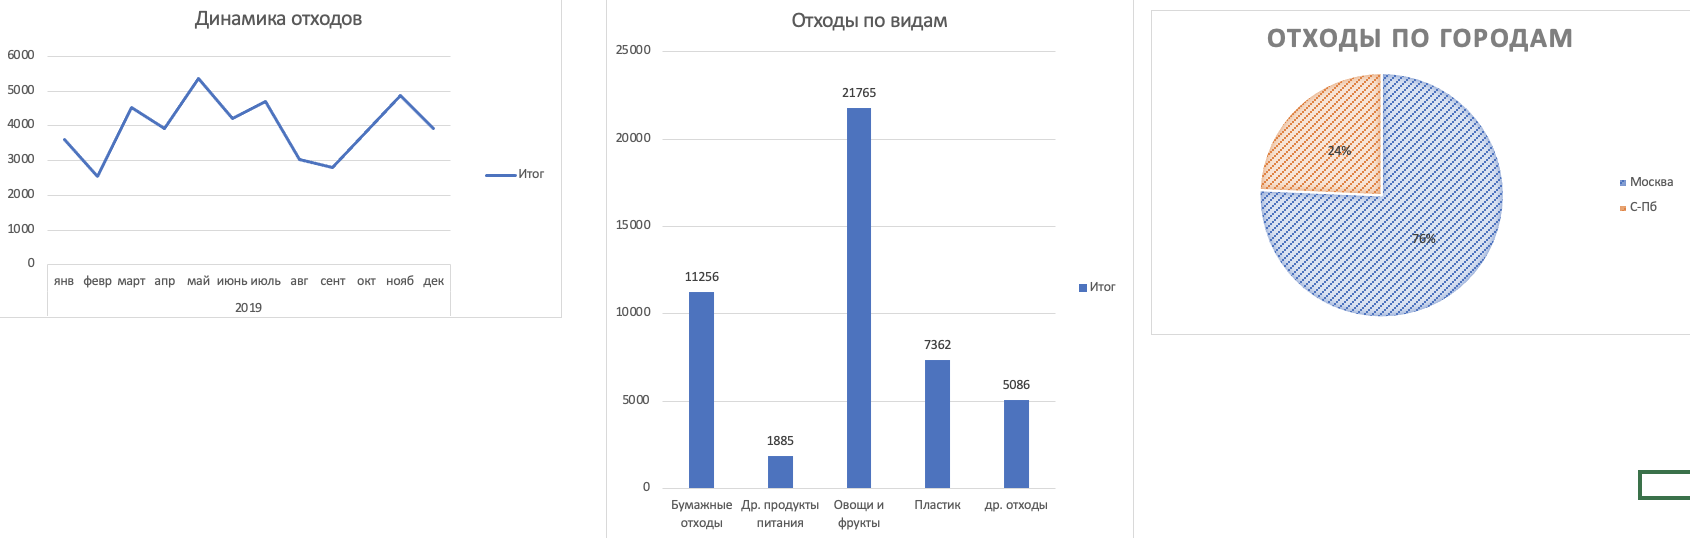 Динамика отходов
6000
5000
4000
3000
2000
1000
0
янв февр март апр май июнь июль авг сент окт нояб дек
2019
Итог
Отходы по видам
25000
20000
15000
10000
5000
0
11256
1885
21765
7362
5086
Бумажные
отходы
Др. продукты
питания
Овощи и
фрукты
Пластик
др. отходы
Итог
ОТХОДЫ ПО ГОРОДАМ
24%
76%
Москва
С-Пб